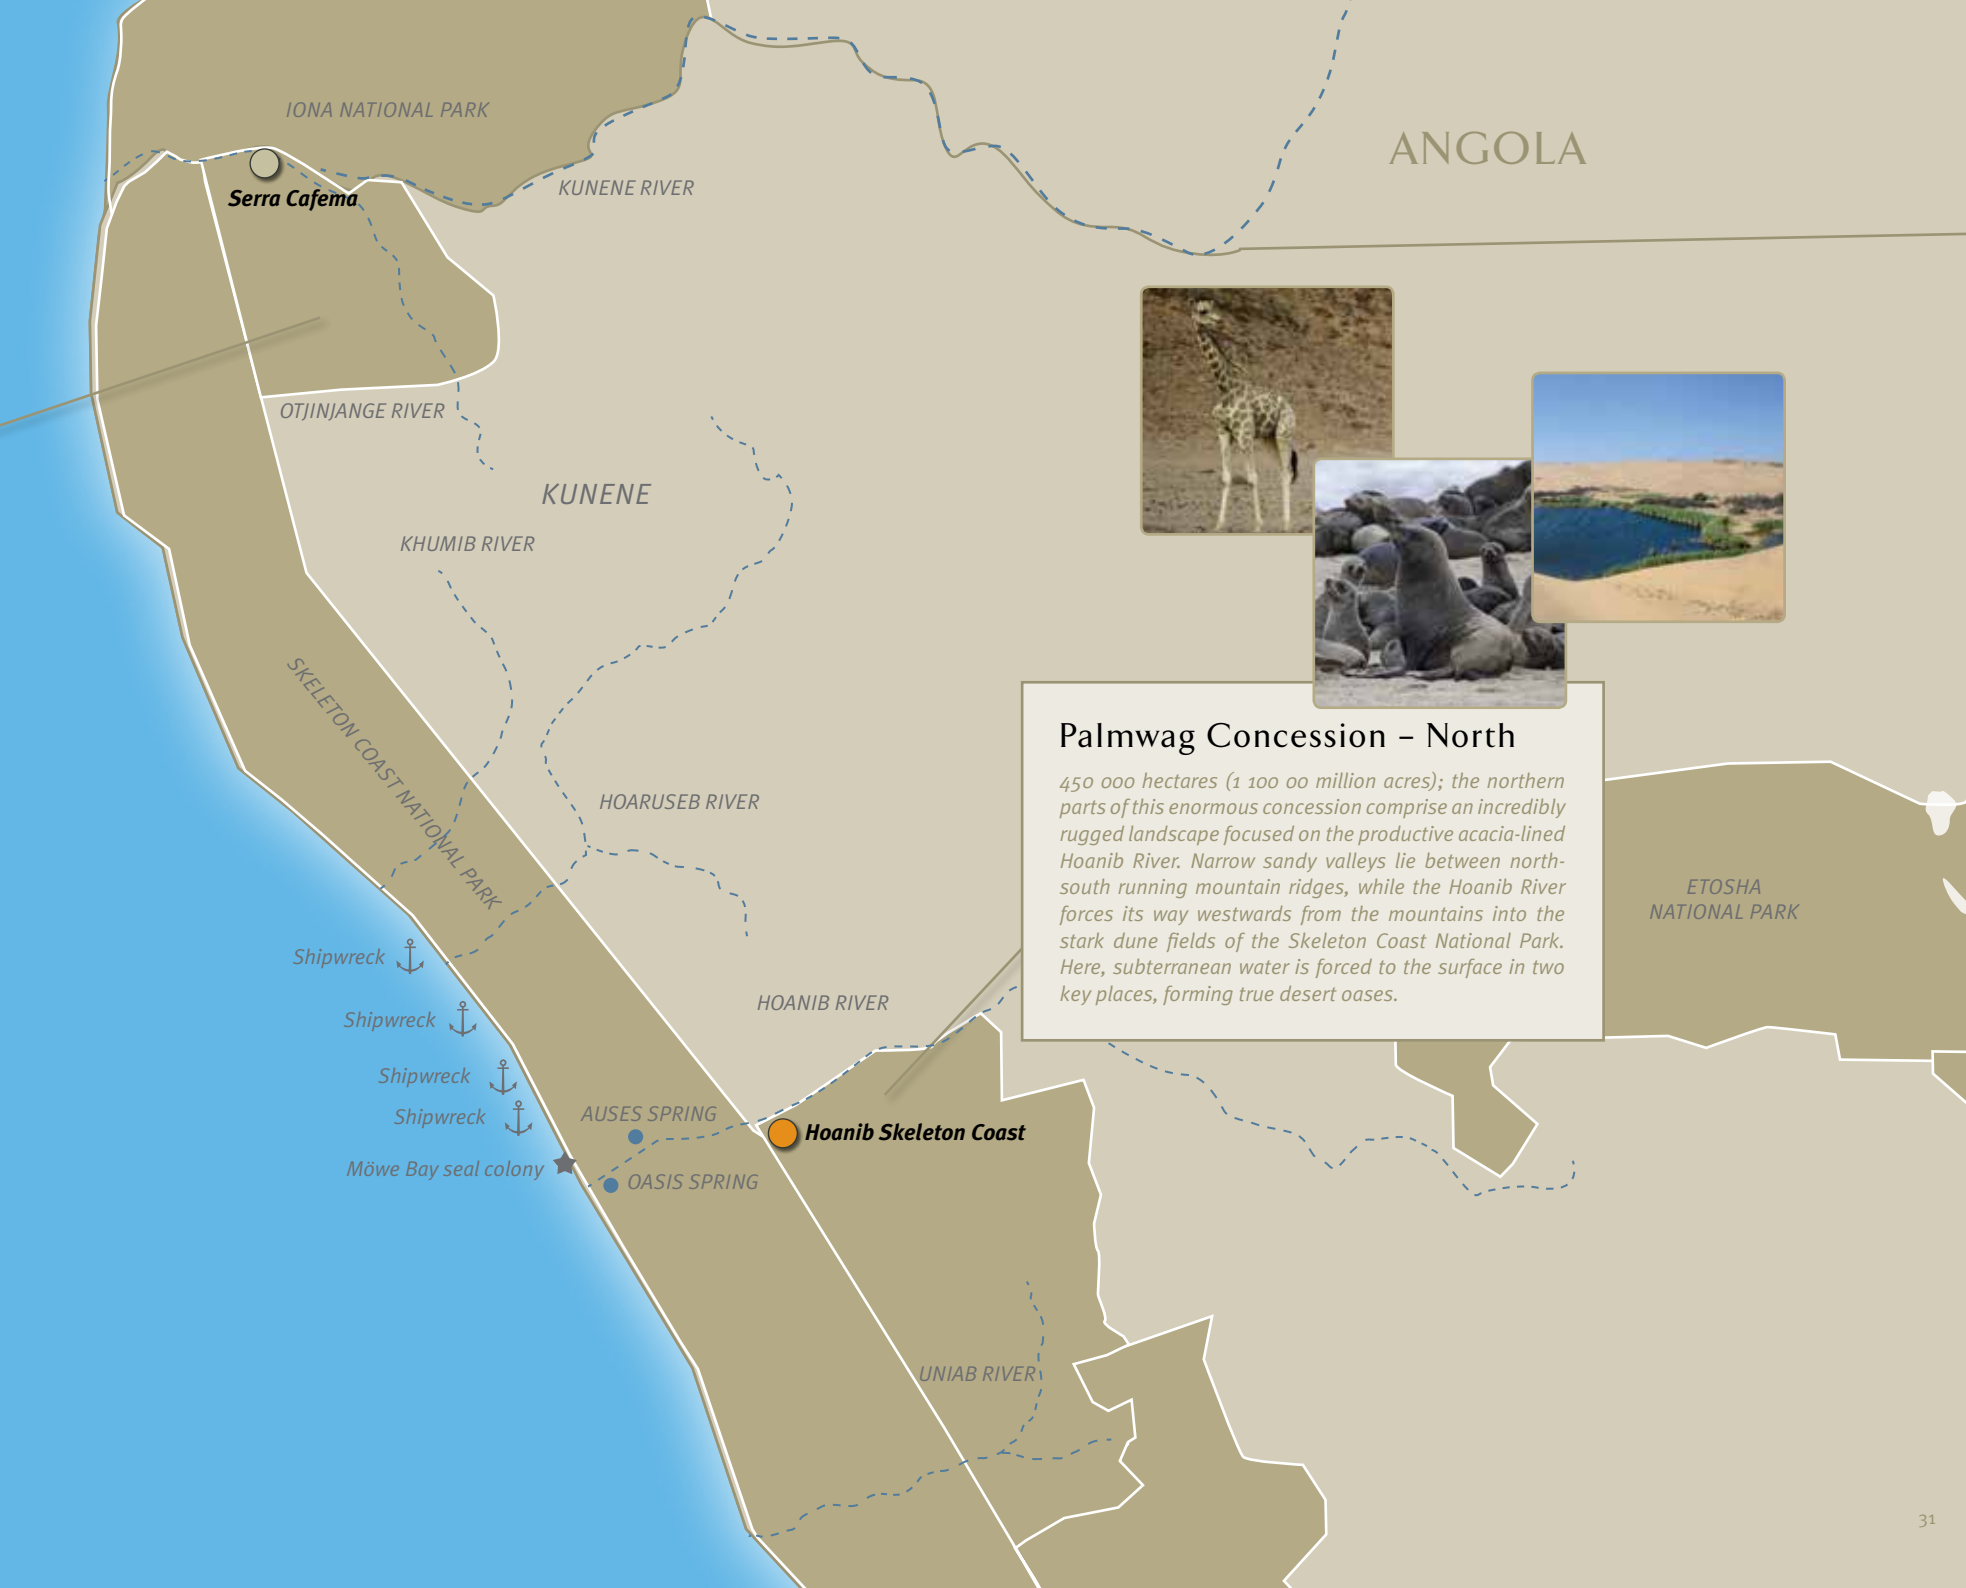 IONA NATIONAL PARK
ANGOLA
KUNENE RIVER
Serra Cafema
OTJINJANGE RIVER
KUNENE
KHUMIB RIVER
SKELETON COAST NATIONAL PARK
HOARUSEB RIVER
Palmwag Concession – North
450 000 hectares (1 100 00 million acres); the northern
parts of this enormous concession comprise an incredibly
rugged landscape focused on the productive acacia-lined
Hoanib River. Narrow sandy valleys lie between north-
south running mountain ridges, while the Hoanib River
forces its way westwards from the mountains into the
stark dune fields of the Skeleton Coast National Park.
Here, subterranean water is forced to the surface in two
key places, forming true desert oases.
ETOSHA
NATIONAL PARK
Shipwreck
HOANIB RIVER
Shipwreck
Shipwreck
Shipwreck
AUSES SPRING
Hoanib Skeleton Coast
Möwe Bay seal colony
OASIS SPRING
UNIAB RIVER
31